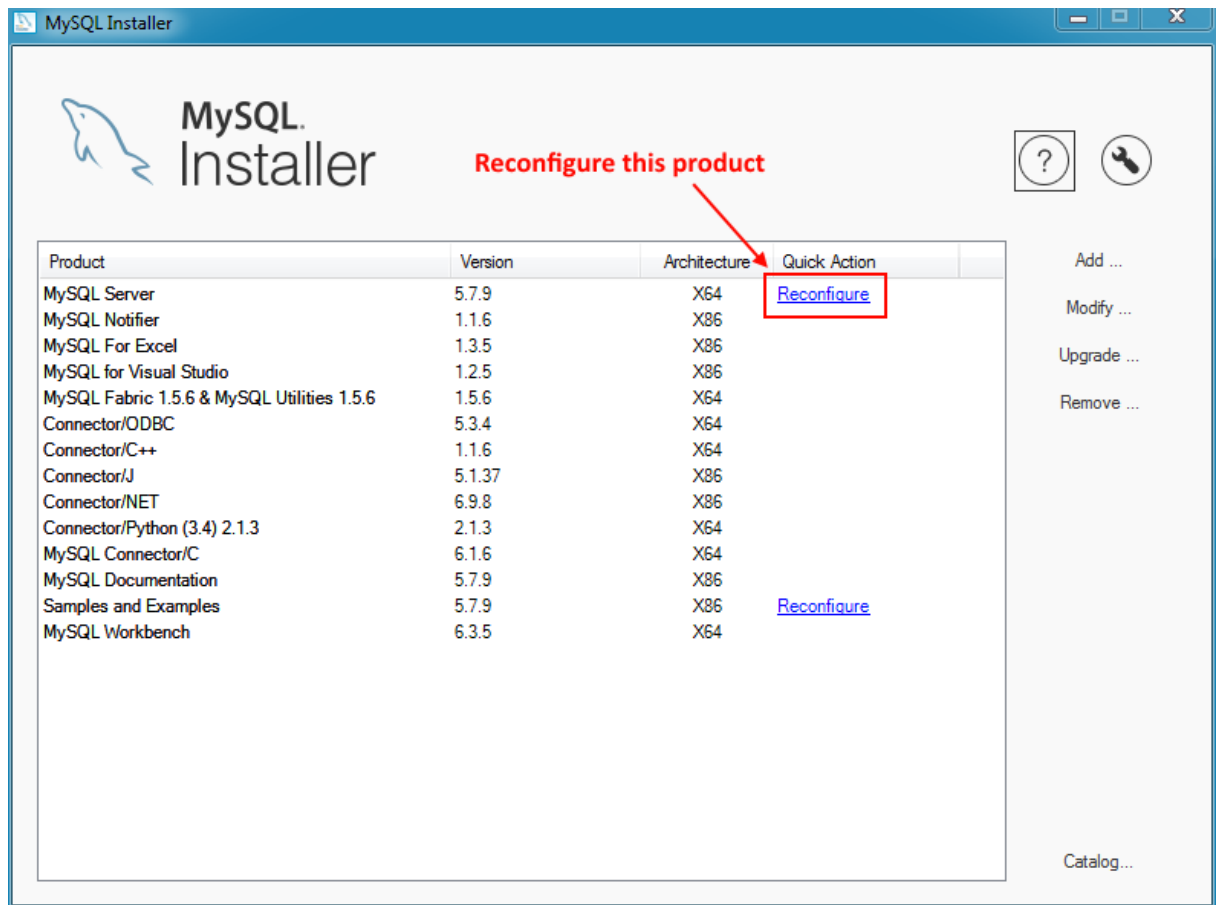 MySQL Installer
MySQL.
Installer
Reconfigure this product
?
Product Version Architecture Quick Action
MySQL Server 5.7.9 X64 Reconfigure
MySQL Notifier 1.1.6 X86
MySQL For Excel 1.3.5 X86
MySQL for Visual Studio 1.2.5 X86
MySQL Fabric 1.5.6 & MySQL Utilities 1.5.6 1.5.6 X64
Connector/ODBC 5.3.4 X64
Connector/C++ 1.1.6 X64
Connector/J 5.1.37 X86
Connector/NET 6.9.8 X86
Connector/Python (3.4) 2.1.3 2.1.3 X64
MySQL Connector/C 6.1.6 X64
MySQL Documentation 5.7.9 X86
Samples and Examples 5.7.9 X86 Reconfigure
MySQL Workbench 6.3.5 X64
Add ...
Modify ...
Upgrade ...
Remove ...
Catalog...